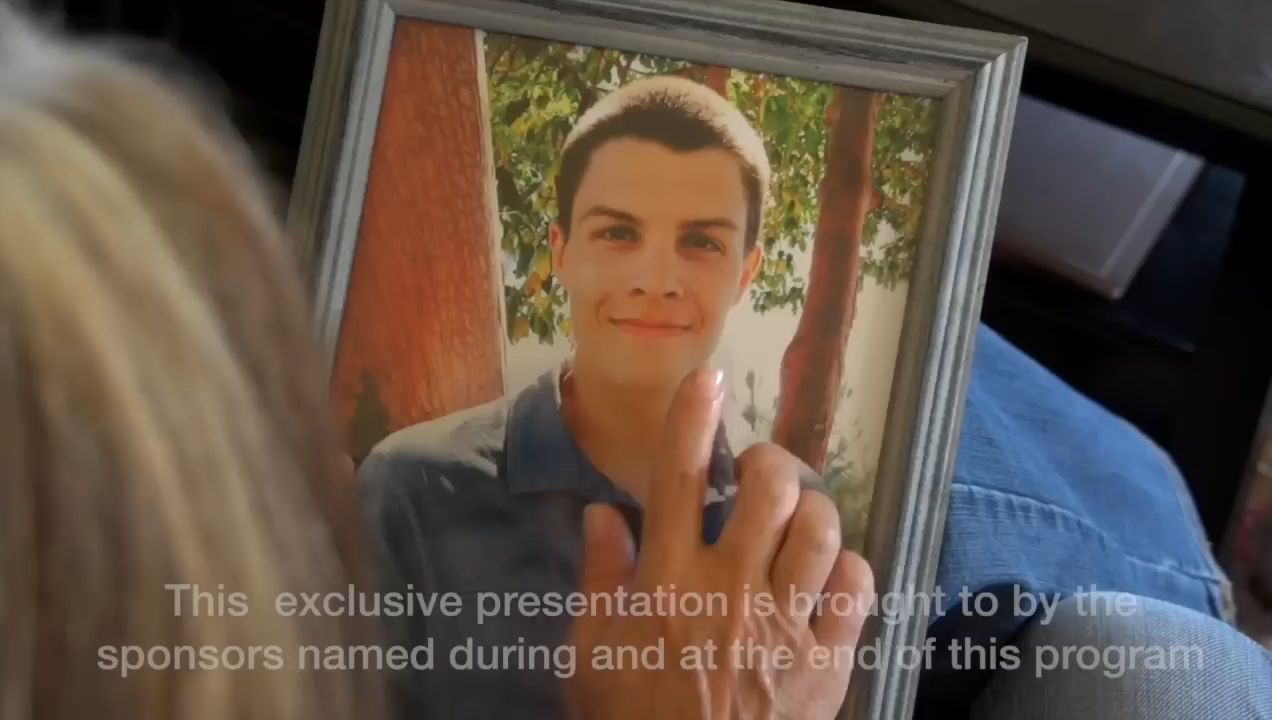 This  exclusive presentation is brought to by the
sponsors named during and at the end of this program